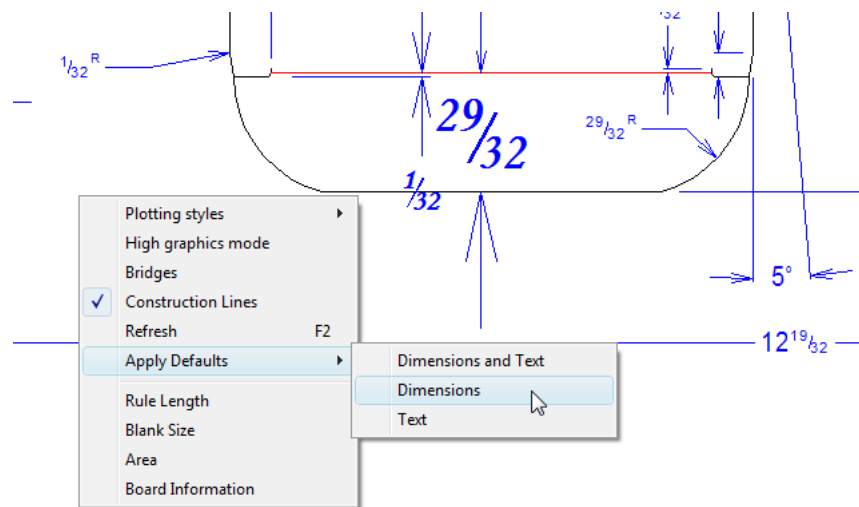 /32
1/32 R
29/32
29/32 R
1/32
5°
12 19/32
Plotting styles
High graphics mode
Bridges
Construction Lines
Refresh F2
Apply Defaults
Rule Length
Blank Size
Area
Board Information
Dimensions and Text
Dimensions
Text